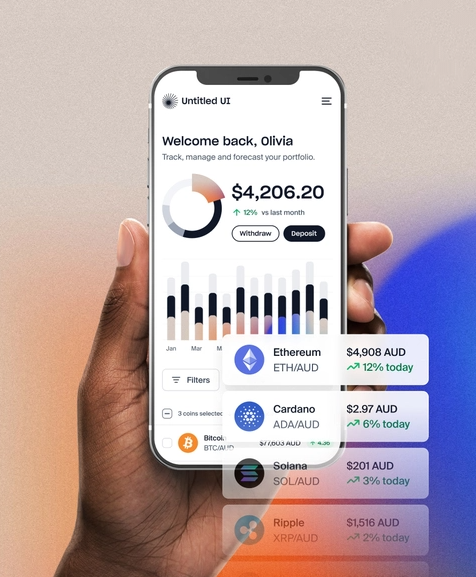 Untitled UI
Welcome back, Olivia
Track, manage and forecast your portfolio.
$4,206.20
12% vs last month
Withdraw
Deposit
Jan Mar
Filters
3 coins selected
BTC/AUD
$77,603 AUD
4.36
Ethereum
ETH/AUD
$4,908 AUD
12% today
Cardano
ADA/AUD
$2.97 AUD
6% today
Solana
SOL/AUD
$201 AUD
3% today
Ripple
XRP/AUD
$1,516 AUD
2% today